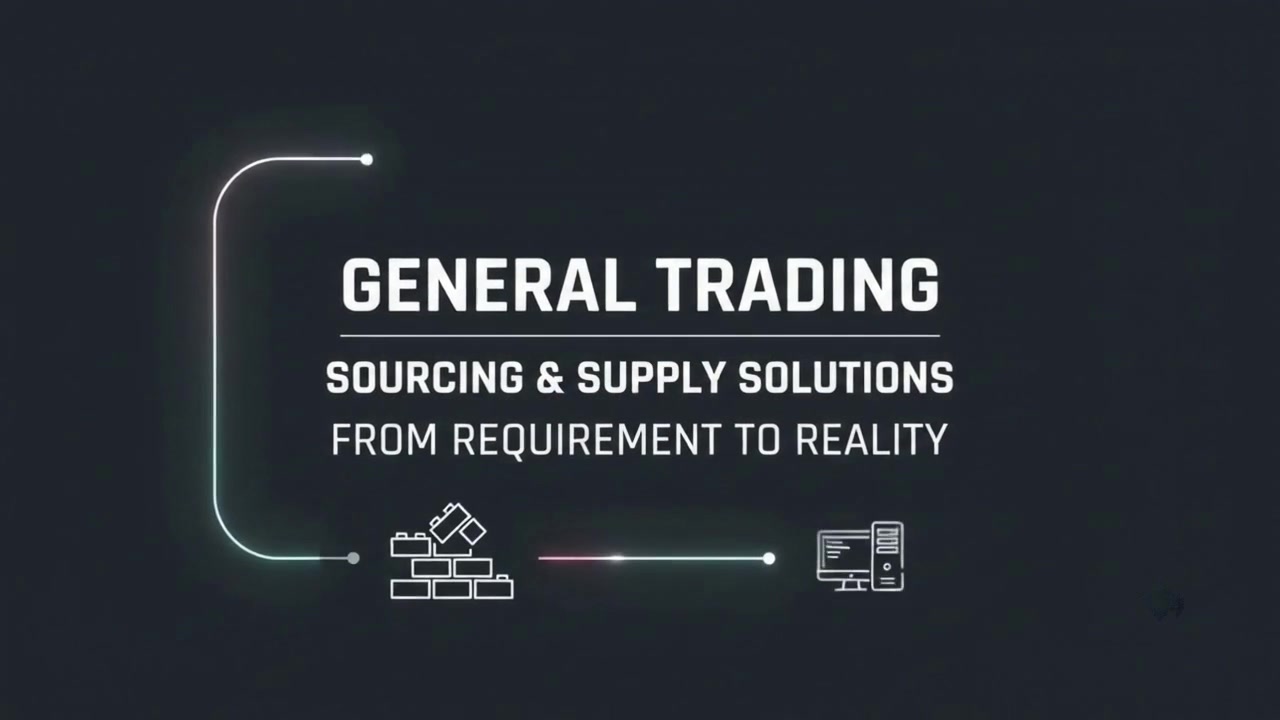 GENERAL TRADING
SOURCING & SUPPLY SOLUTIONS
FROM REQUIREMENT TO REALITY